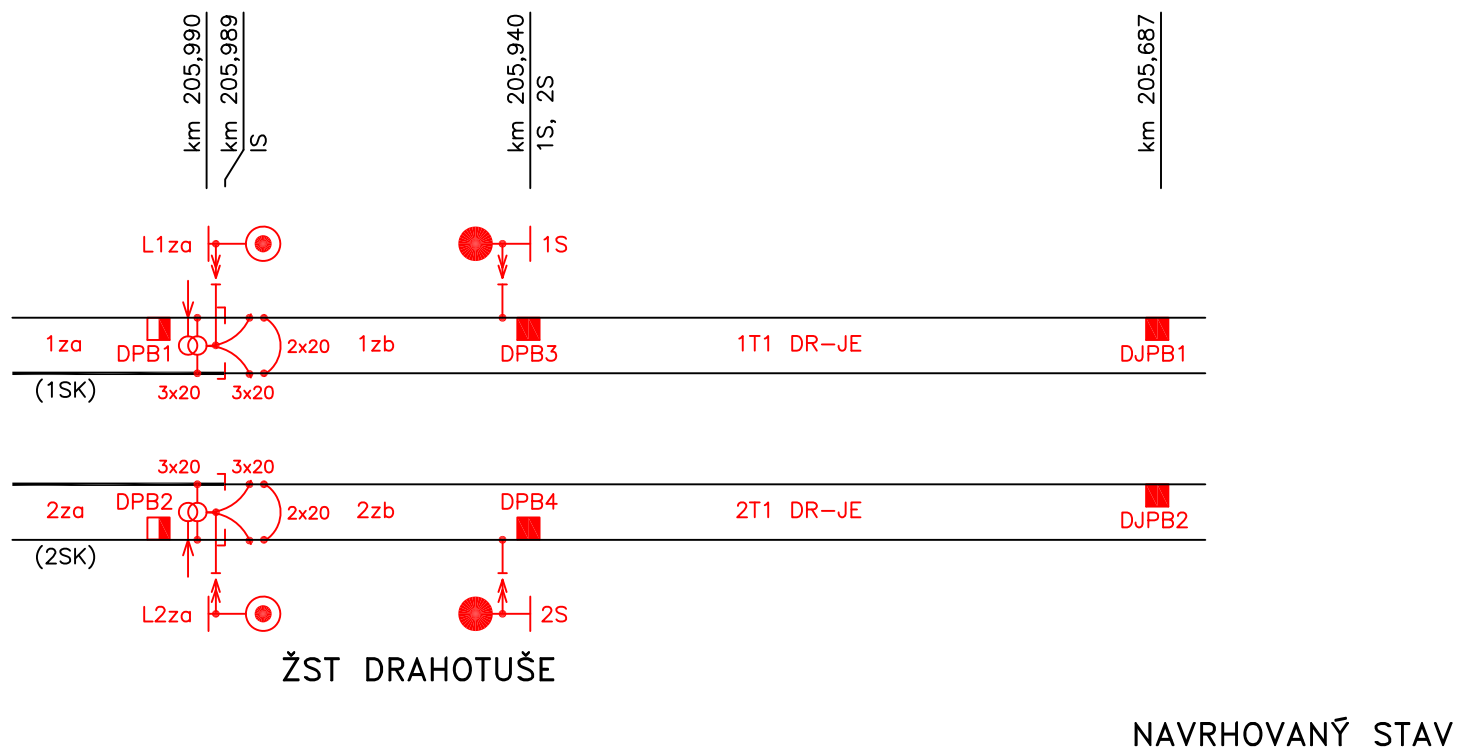 km 205,990
km 205,989
IS
km 205,940
1S, 2S
km 205,687
L1za
1S
1za
DPB1
2x20
1zb
DPB3
1T1 DR-JE
DJPB1
(1SK)
3x20
3x20
3x20
3x20
2za
DPB2
2x20
2zb
DPB4
2T1 DR-JE
DJPB2
(2SK)
L2za
2S
ŽST DRAHOTUŠE
NAVRHOVANÝ STAV